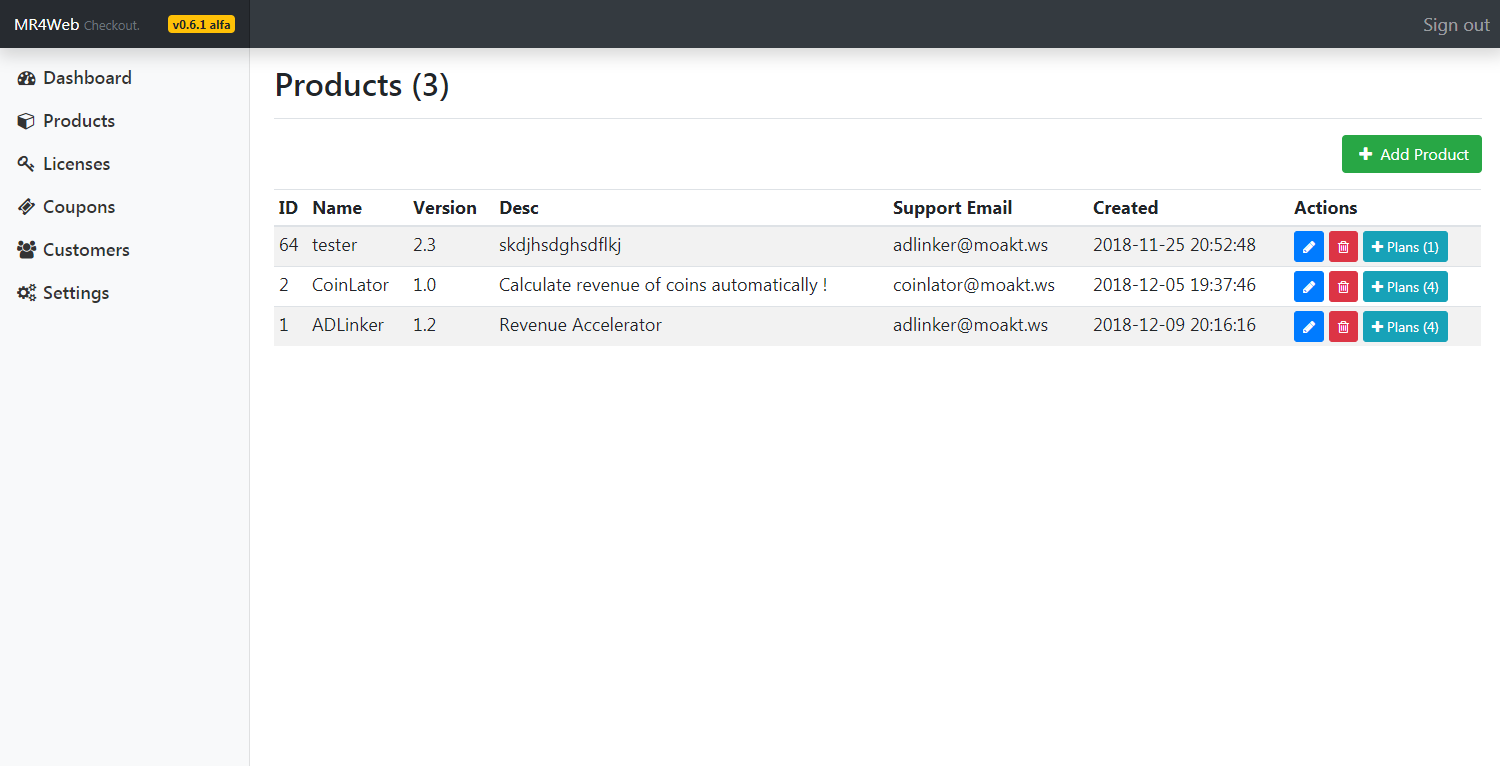 MR4Web Checkout. v0.6.1 alfa Sign out
Dashboard
Products
Licenses
Coupons
Customers
Settings
Products (3)
Add Product
ID Name Version Desc Support Email Created Actions
64 tester 2.3 skdjhsdghsdflkj adlinker@moakt.ws 2018-11-25 20:52:48 Plans (1)
2 CoinLator 1.0 Calculate revenue of coins automatically ! coinlator@moakt.ws 2018-12-05 19:37:46 Plans (4)
1 ADLinker 1.2 Revenue Accelerator adlinker@moakt.ws 2018-12-09 20:16:16 Plans (4)